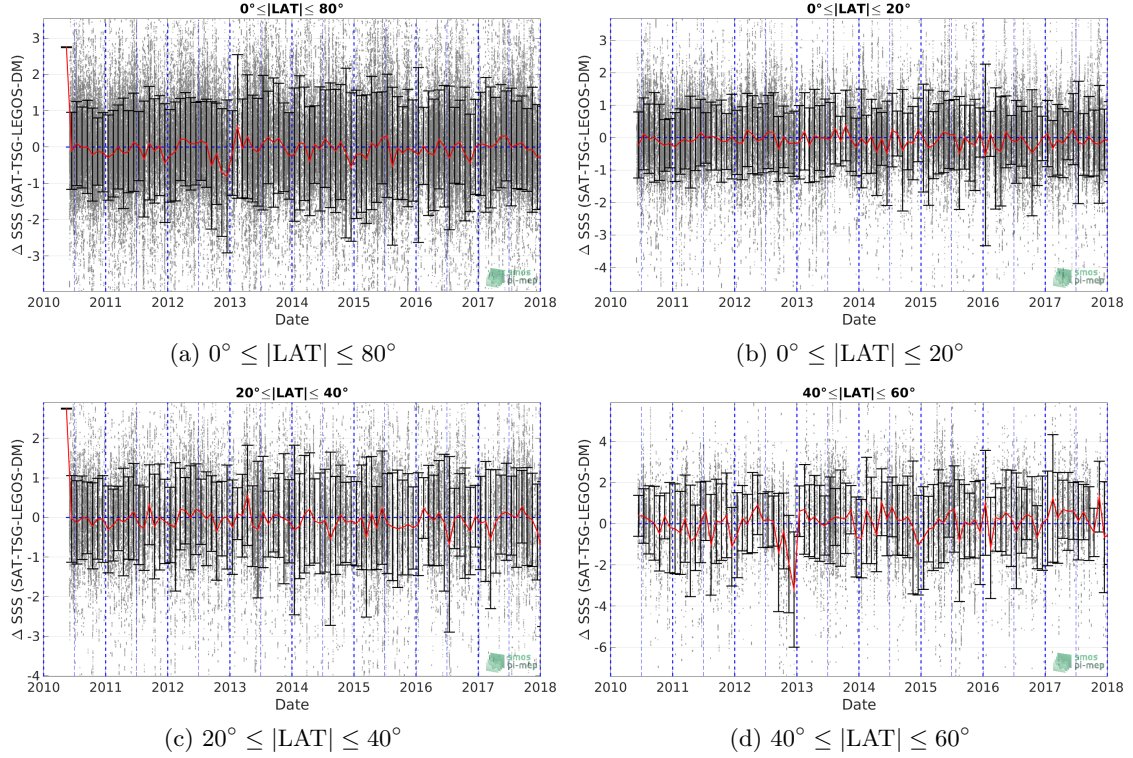 0°≤|LAT|≤ 80°
Δ SSS (SAT-TSG-LEGOS-DM)
3
2
1
0
-1
-2
-3
2010 2011 2012 2013 2014 2015 2016 2017 2018
Date
smos
pi-mep
(a) 0° ≤ |LAT| ≤ 80°
0°≤|LAT|≤ 20°
Δ SSS (SAT-TSG-LEGOS-DM)
3
2
1
0
-1
-2
-3
-4
2010 2011 2012 2013 2014 2015 2016 2017 2018
Date
smos
pi-mep
(b) 0° ≤ |LAT| ≤ 20°
20°≤|LAT|≤ 40°
Δ SSS (SAT-TSG-LEGOS-DM)
2
1
0
-1
-2
-3
-4
2010 2011 2012 2013 2014 2015 2016 2017 2018
Date
smos
pi-mep
(c) 20° ≤ |LAT| ≤ 40°
40°≤|LAT|≤ 60°
Δ SSS (SAT-TSG-LEGOS-DM)
4
2
0
-2
-4
-6
2010 2011 2012 2013 2014 2015 2016 2017 2018
Date
smos
pi-mep
(d) 40° ≤ |LAT| ≤ 60°